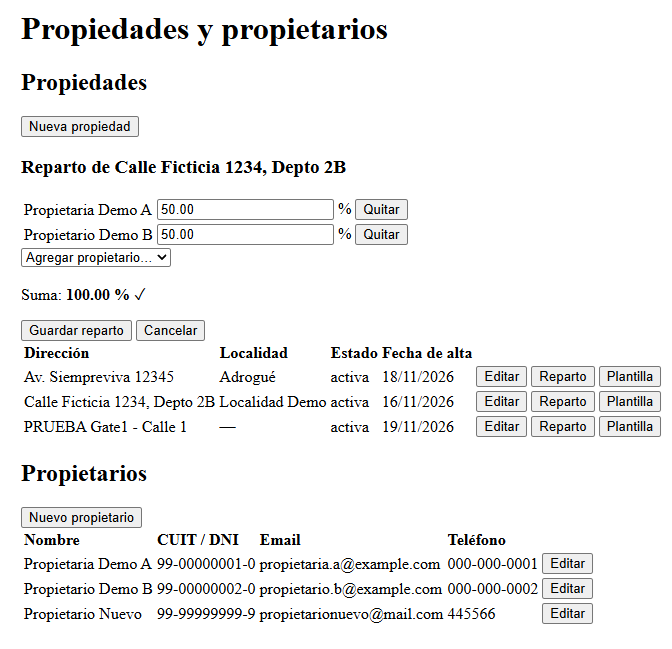 Propiedades y propietarios
Propiedades
Nueva propiedad
Reparto de Calle Ficticia 1234, Depto 2B
Propietaria Demo A 50.00 % Quitar
Propietario Demo B 50.00 % Quitar
Agregar propietario...
Suma: 100.00 % ✓
Guardar reparto Cancelar
Dirección Localidad Estado Fecha de alta
Av. Siempreviva 12345 Adrogué activa 18/11/2026 Editar Reparto Plantilla
Calle Ficticia 1234, Depto 2B Localidad Demo activa 16/11/2026 Editar Reparto Plantilla
PRUEBA Gate1 - Calle 1 — activa 19/11/2026 Editar Reparto Plantilla
Propietarios
Nuevo propietario
Nombre CUIT / DNI Email Teléfono
Propietaria Demo A 99-00000001-0 propietaria.a@example.com 000-000-0001 Editar
Propietario Demo B 99-00000002-0 propietario.b@example.com 000-000-0002 Editar
Propietario Nuevo 99-99999999-9 propietarionuevo@mail.com 445566 Editar